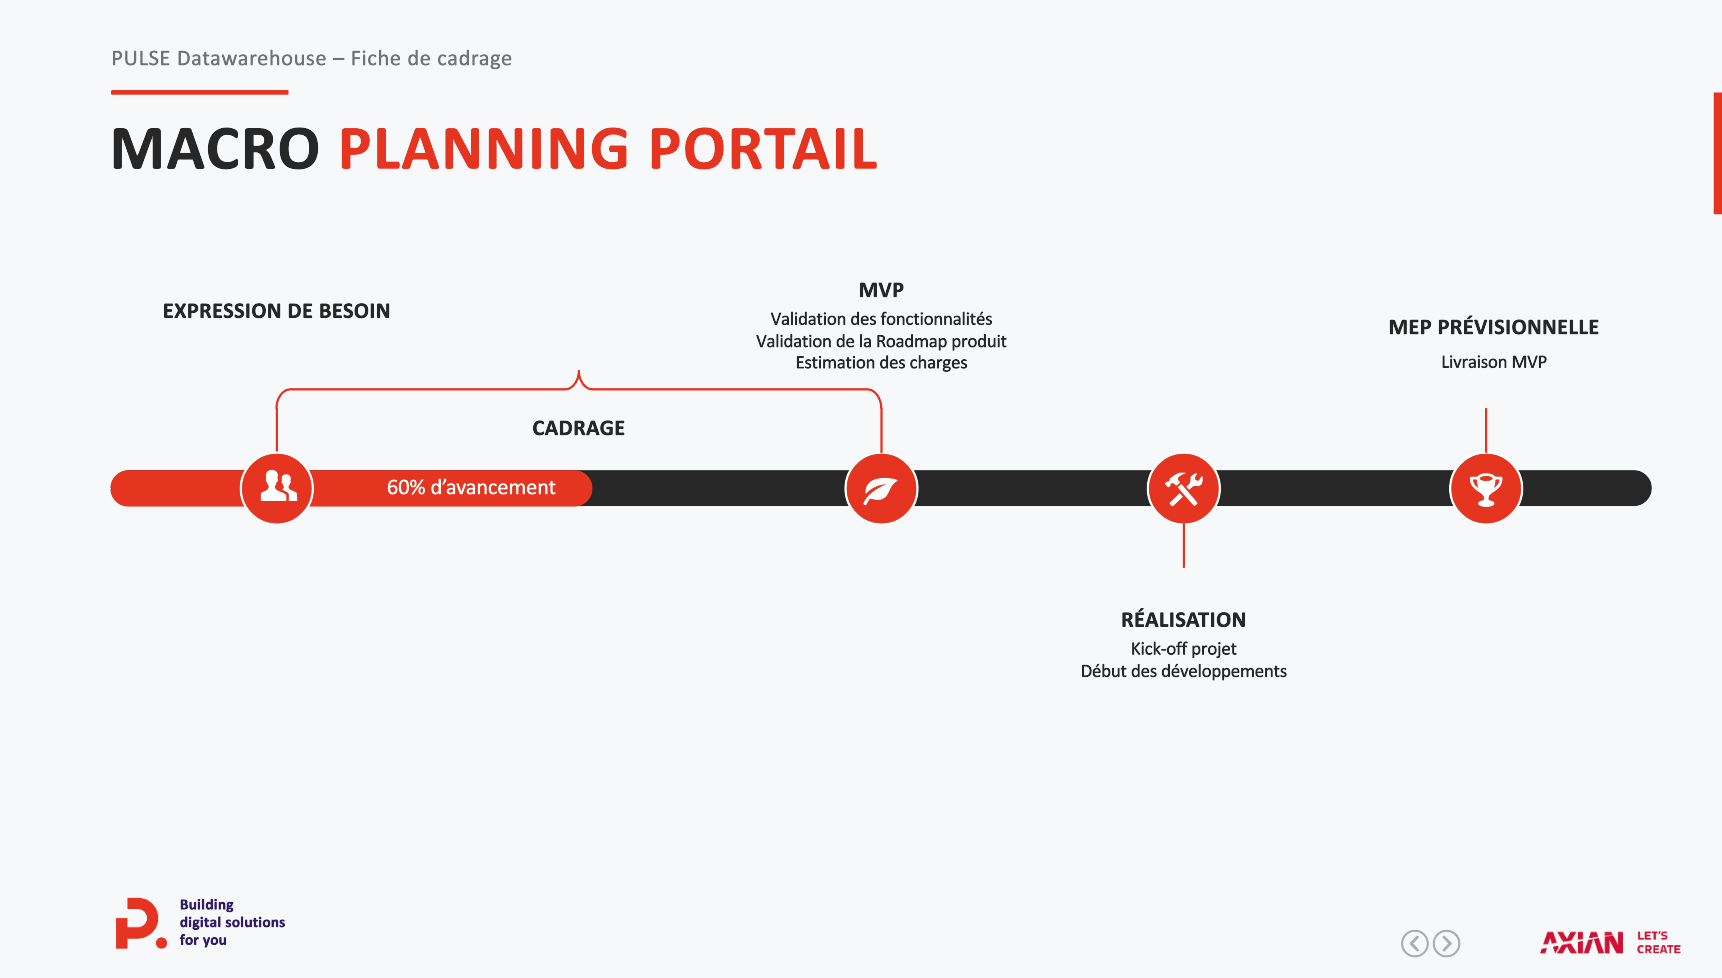 PULSE Datawarehouse – Fiche de cadrage
MACRO PLANNING PORTAIL
EXPRESSION DE BESOIN
MVP
Validation des fonctionnalités
Validation de la Roadmap produit
Estimation des charges
MEP PRÉVISIONNELLE
Livraison MVP
CADRAGE
60% d’avancement
RÉALISATION
Kick-off projet
Début des développements
P.
Building
digital solutions
for you
AXIAN
LET'S
CREATE